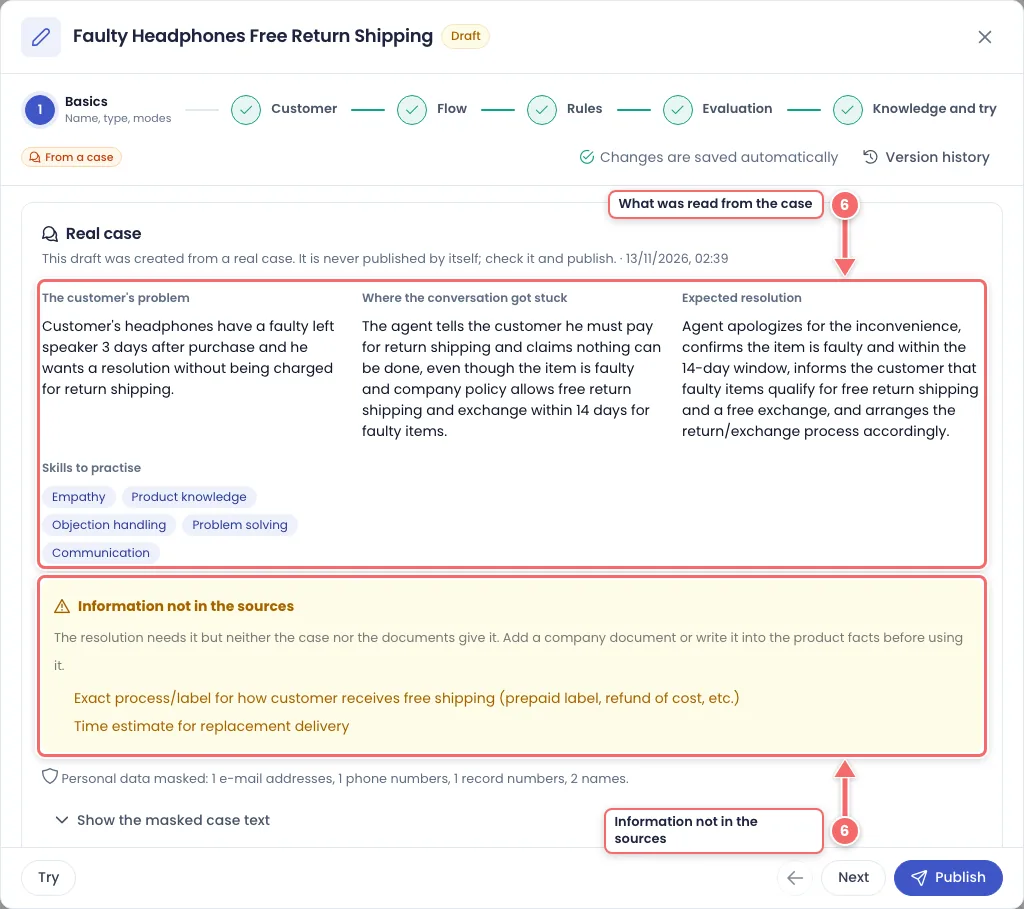 Faulty Headphones Free Return Shipping Draft
1 Basics Customer Flow Rules Evaluation Knowledge and try
Name, type, modes
From a case Changes are saved automatically Version history
What was read from the case 6
Real case
This draft was created from a real case. It is never published by itself; check it and publish. · 13/11/2026, 02:39
The customer's problem
Customer's headphones have a faulty left
speaker 3 days after purchase and he
wants a resolution without being charged
for return shipping.
Where the conversation got stuck
The agent tells the customer he must pay
for return shipping and claims nothing can
be done, even though the item is faulty
and company policy allows free return
shipping and exchange within 14 days for
faulty items.
Expected resolution
Agent apologizes for the inconvenience,
confirms the item is faulty and within the
14-day window, informs the customer that
faulty items qualify for free return shipping
and a free exchange, and arranges the
return/exchange process accordingly.
Skills to practise
Empathy Product knowledge
Objection handling Problem solving
Communication
Information not in the sources
The resolution needs it but neither the case nor the documents give it. Add a company document or write it into the product facts before using
it.
Exact process/label for how customer receives free shipping (prepaid label, refund of cost, etc.)
Time estimate for replacement delivery
Personal data masked: 1 e-mail addresses, 1 phone numbers, 1 record numbers, 2 names.
Show the masked case text
Information not in the
sources
6
Try Next Publish